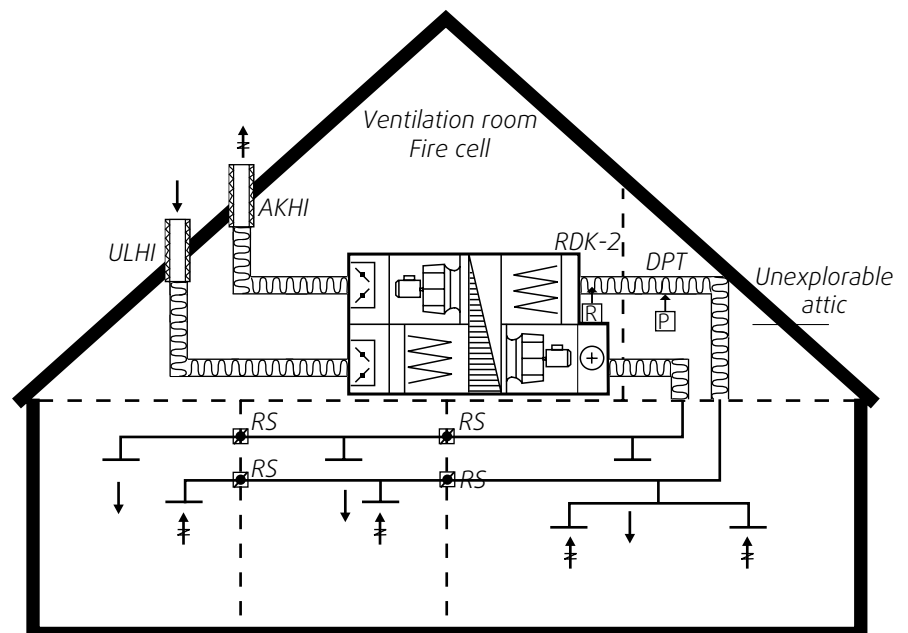 Ventilation room
Fire cell
AKHI
ULHI
RDK-2
DPT
Unexplorable
attic
R
P
RS
RS
RS
RS